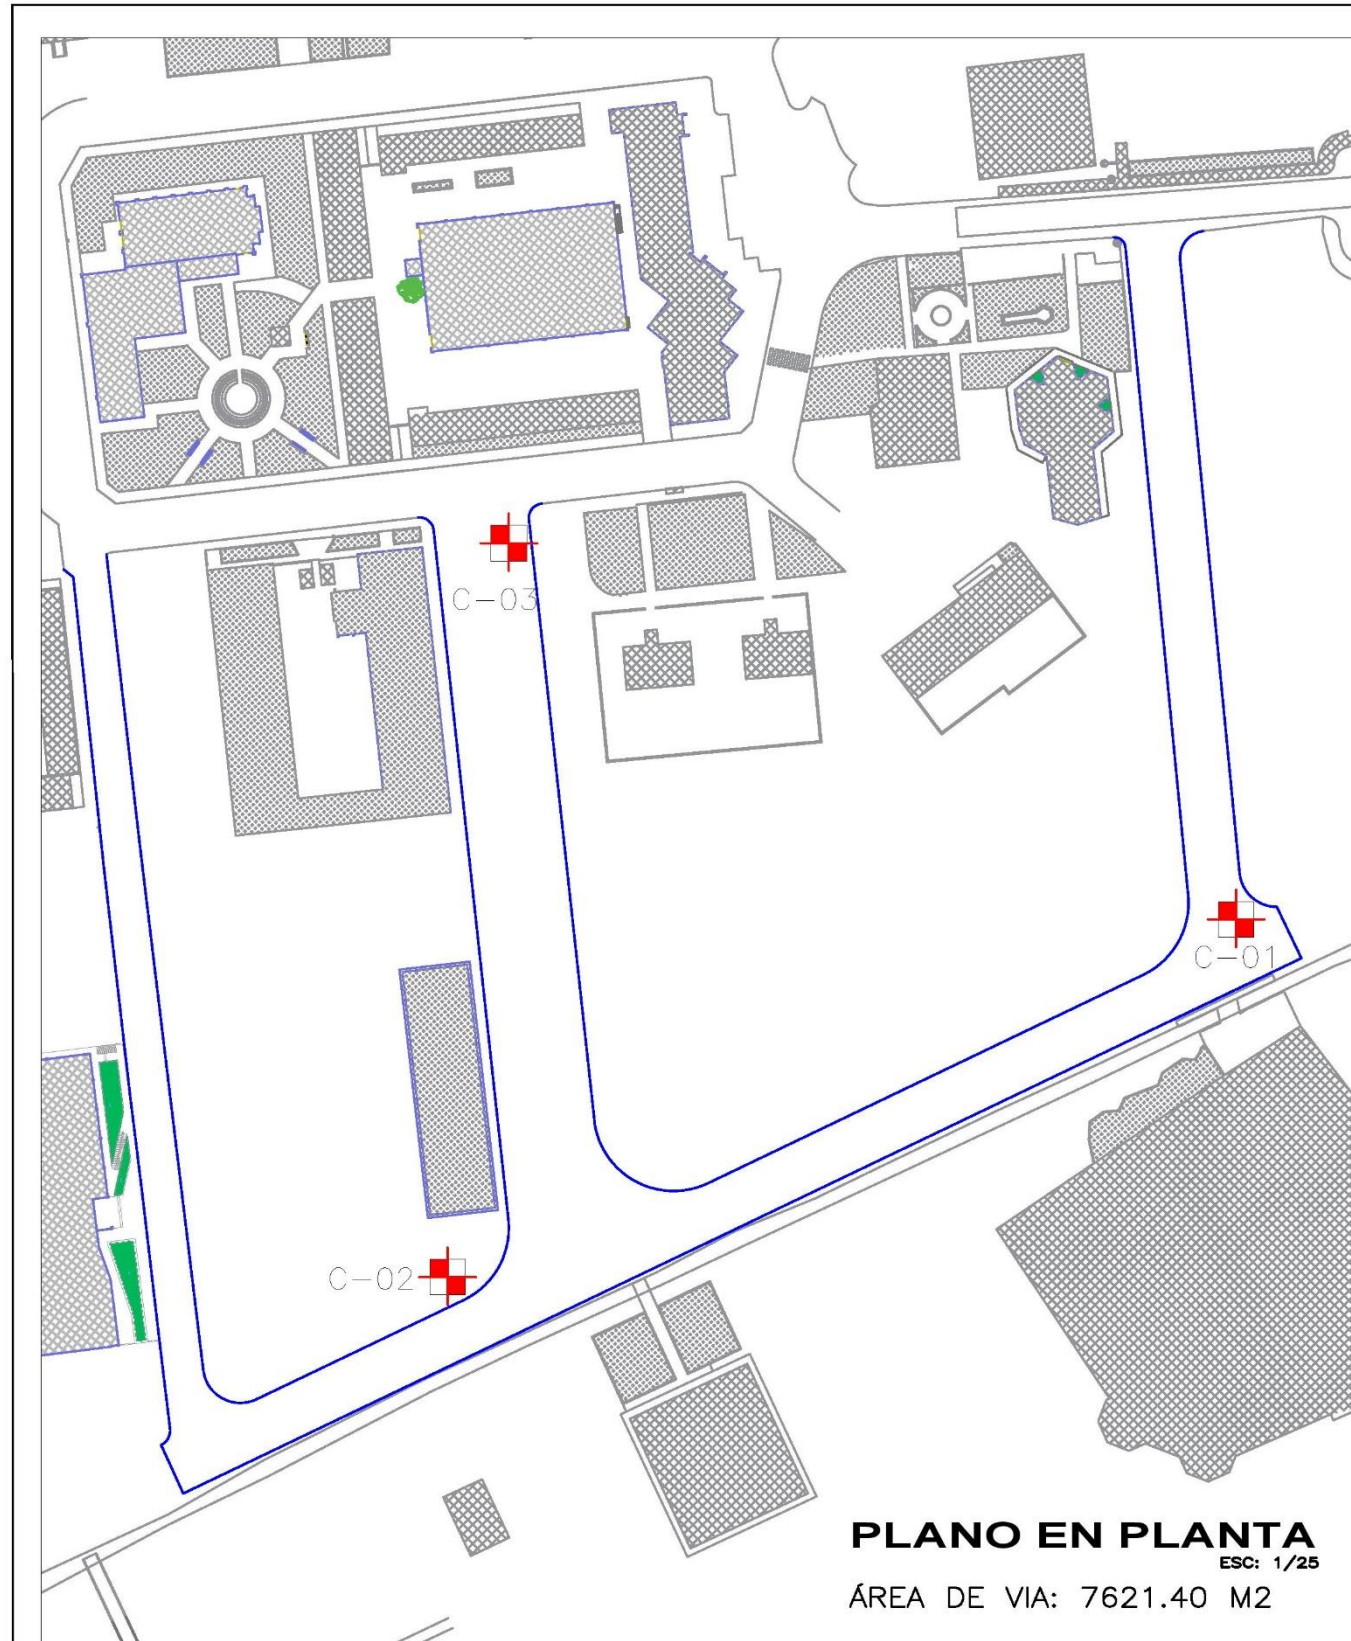 C-03
C-01
C-02
PLANO EN PLANTA
ESC: 1/25
ÁREA DE VIA: 7621.40 M2